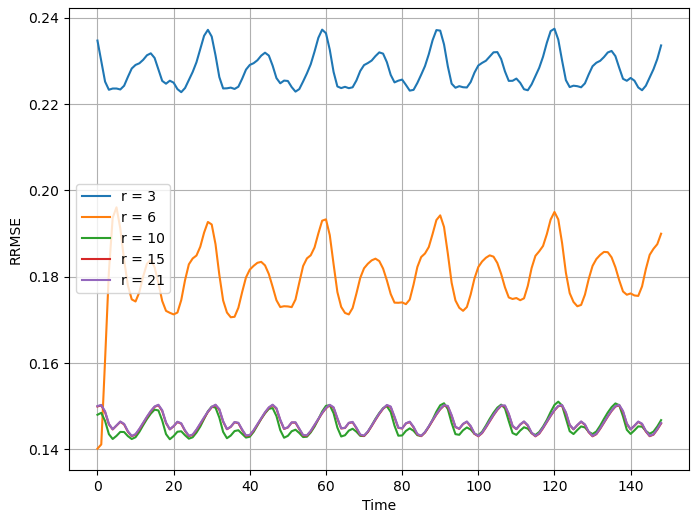 0.24
0.22
0.20
0.18
0.16
0.14
RRMSE
r = 3
r = 6
r = 10
r = 15
r = 21
0 20 40 60 80 100 120 140
Time